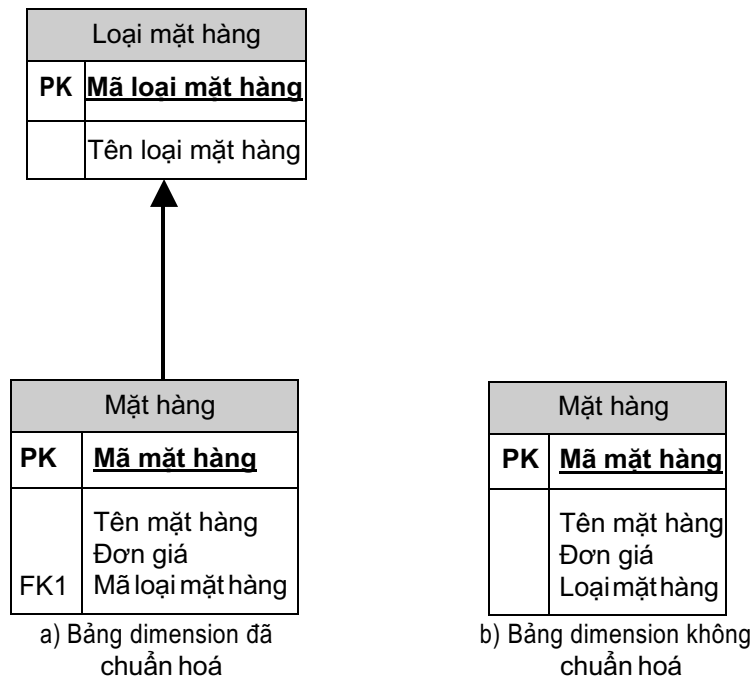 Loại mặt hàng
PK Mã loại mặt hàng
Tên loại mặt hàng
Mặt hàng
PK Mã mặt hàng
Tên mặt hàng
Đơn giá
FK1 Mã loại mặt hàng
a) Bảng dimension đã
chuẩn hoá
Mặt hàng
PK Mã mặt hàng
Tên mặt hàng
Đơn giá
Loại mặt hàng
b) Bảng dimension không
chuẩn hoá